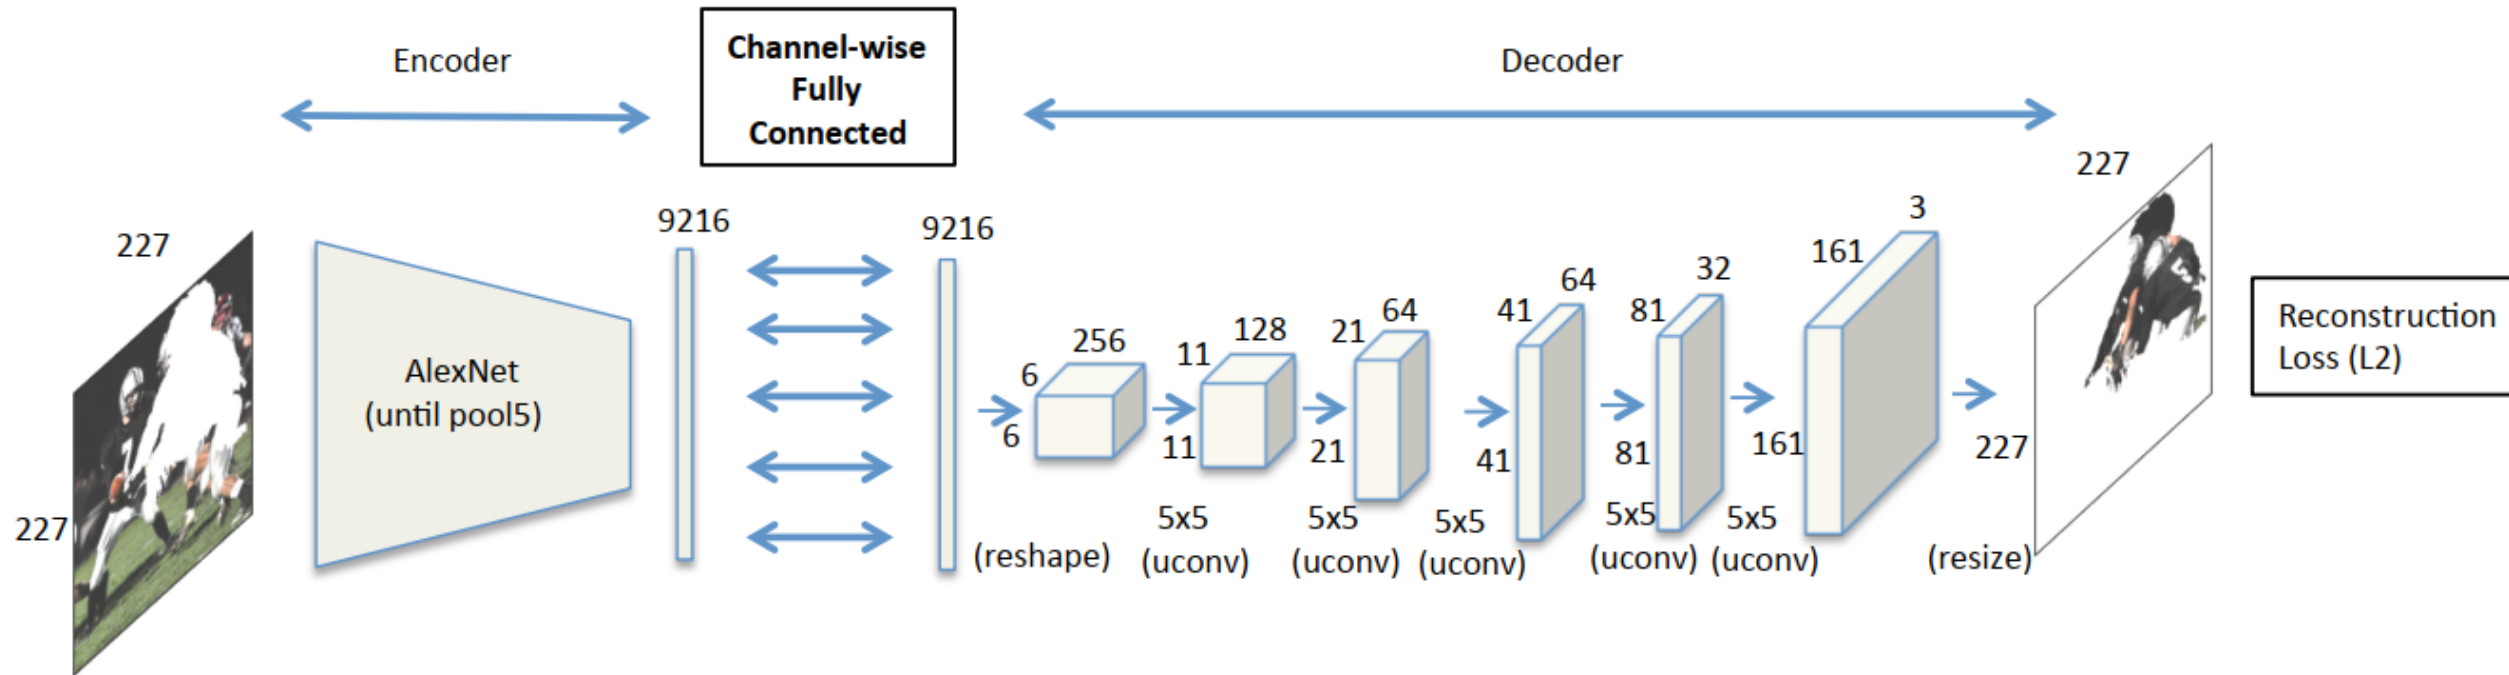 Encoder
Channel-wise
Fully
Connected
Decoder
227
227
AlexNet
(until pool5)
9216
9216
(reshape)
6
6
256
5x5
(uconv)
11
11
128
5x5
(uconv)
21
21
64
5x5
(uconv)
41
41
64
5x5
(uconv)
81
81
32
5x5
(uconv)
161
161
3
(resize)
227
227
Reconstruction
Loss (L2)